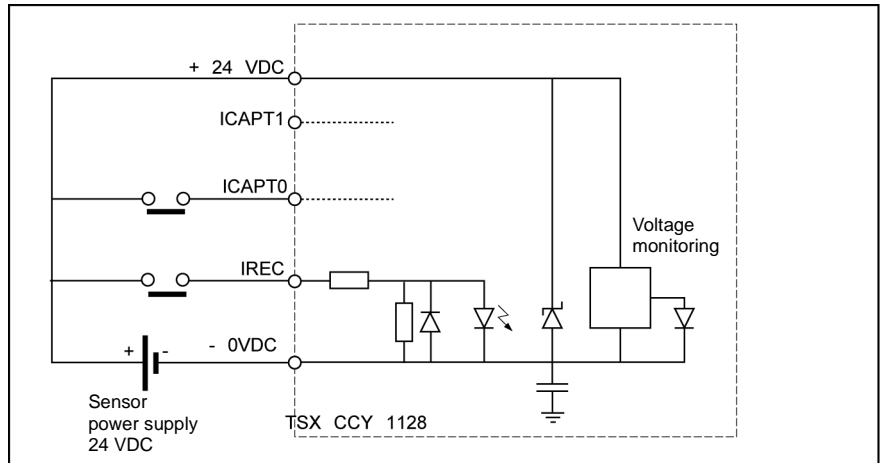 + 24 VDC
ICAPT1
ICAPT0
Voltage
monitoring
IREC
+ - - 0VDC
Sensor
power supply
24 VDC
TSX CCY 1128